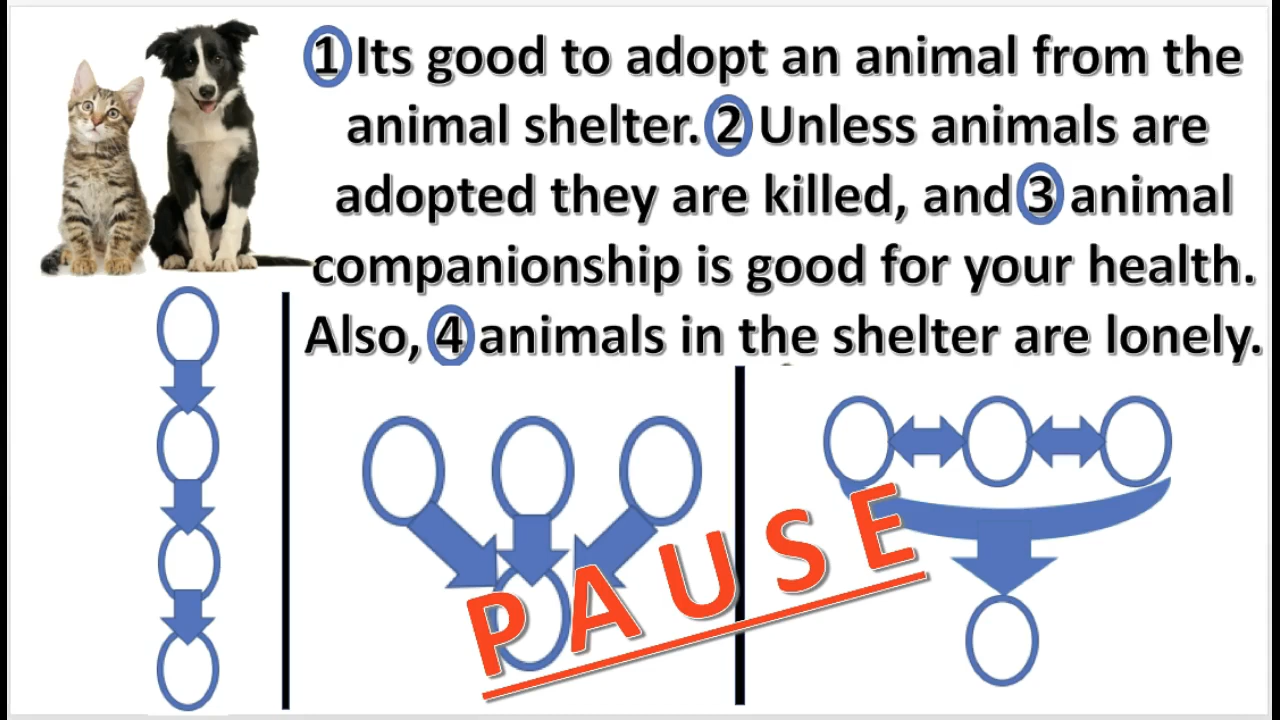 1 Its good to adopt an animal from the
animal shelter. 2 Unless animals are
adopted they are killed, and 3 animal
companionship is good for your health.
Also, 4 animals in the shelter are lonely.
PAUSE